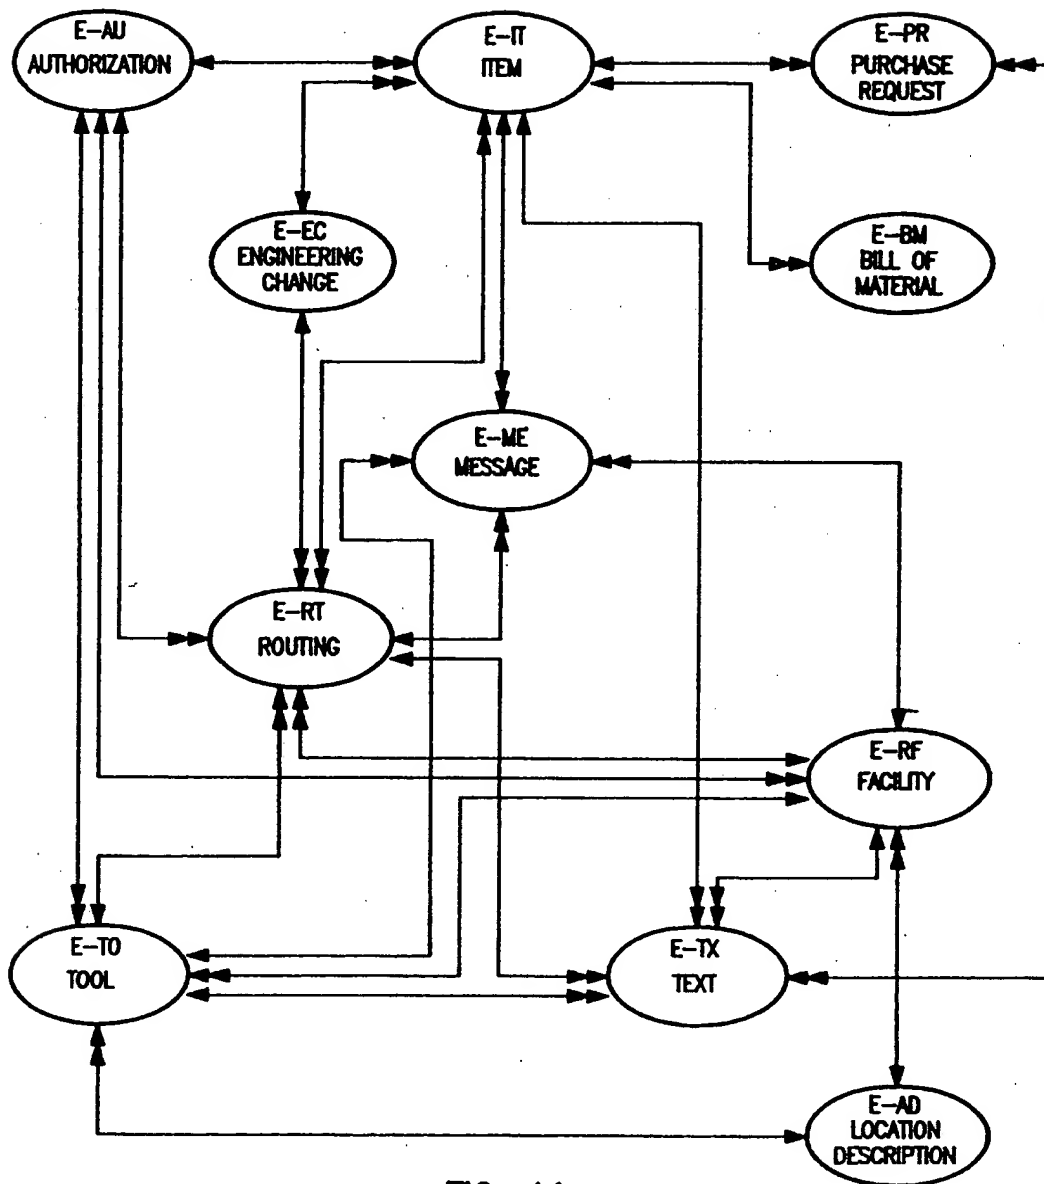 E-AU
AUTHORIZATION
E-IT
ITEM
E-PR
PURCHASE
REQUEST
E-EC
ENGINEERING
CHANGE
E-BM
BILL OF
MATERIAL
E-ME
MESSAGE
E-RT
ROUTING
E-RF
FACILITY
E-TO
TOOL
E-TX
TEXT
E-AD
LOCATION
DESCRIPTION